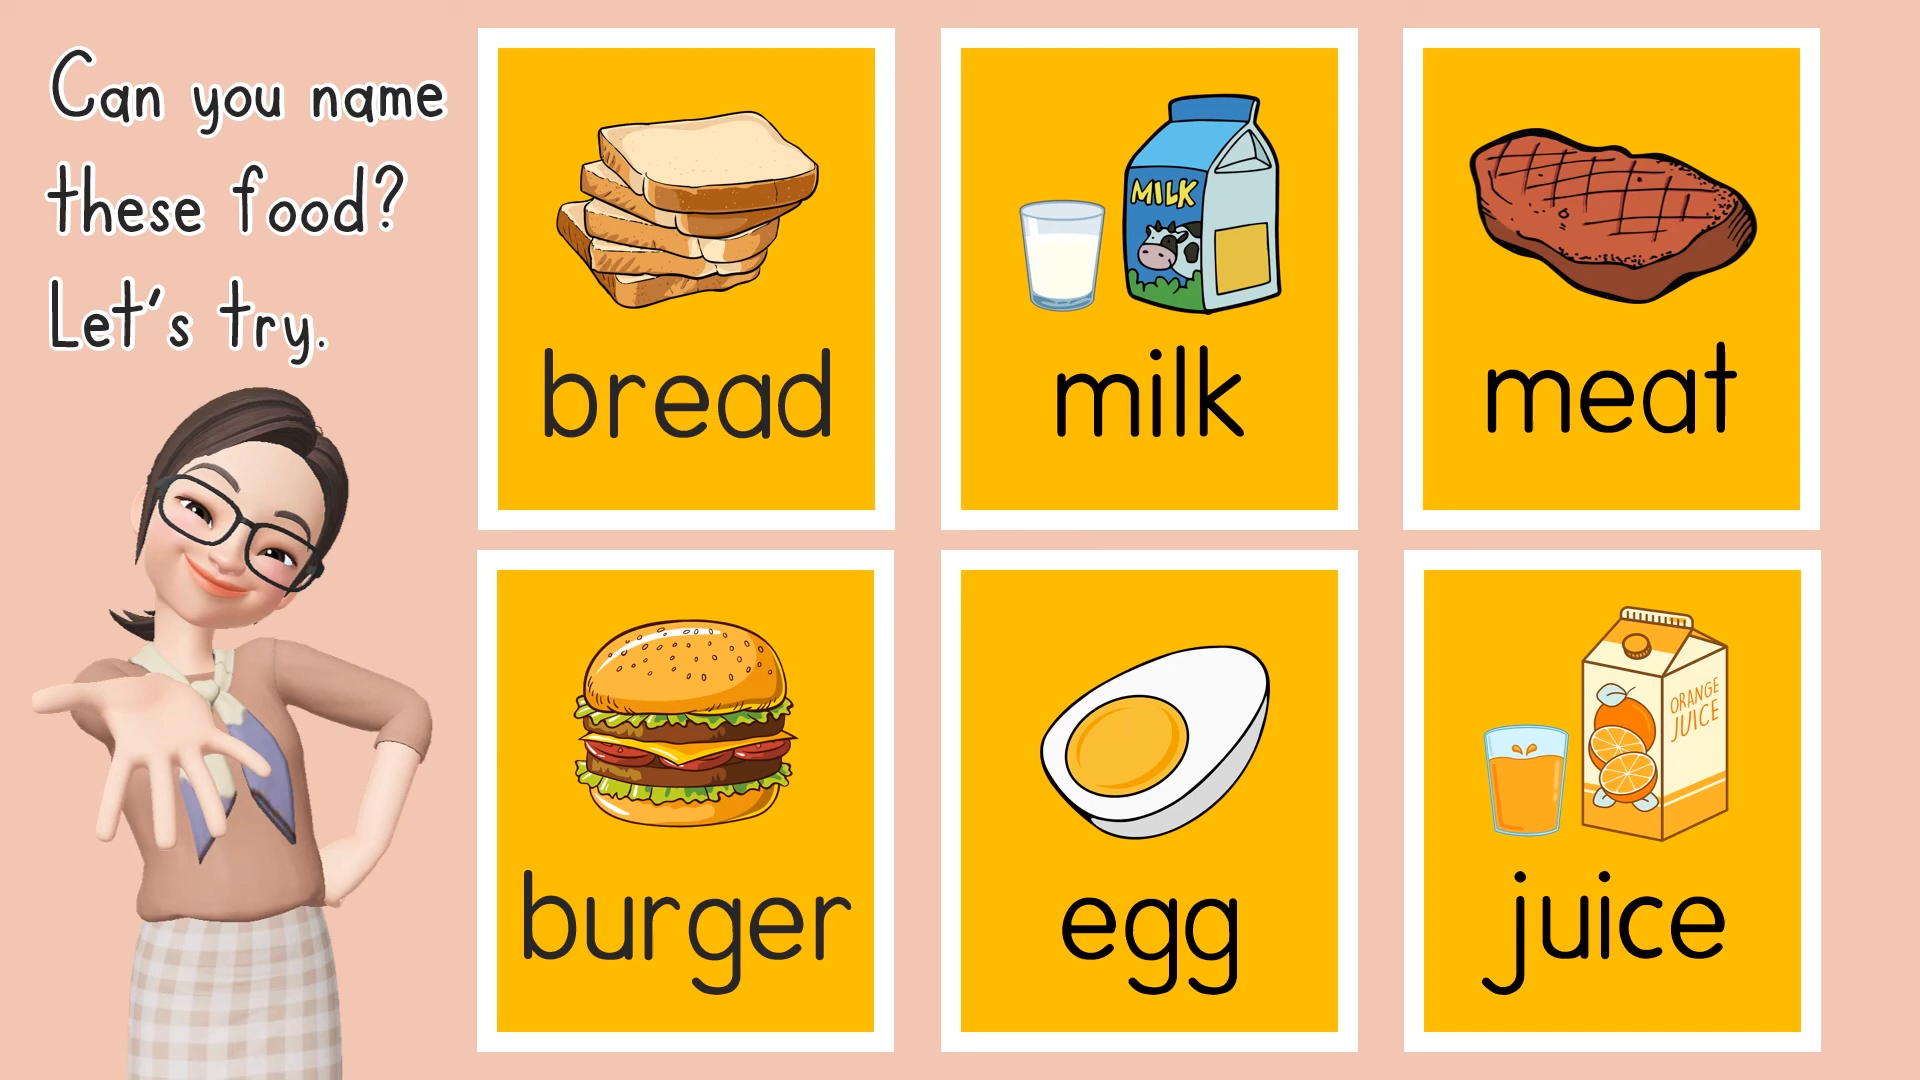 Can you name
these food?
Let's try.
bread
MILK
milk
meat
burger
egg
ORANGE
JUICE
juice